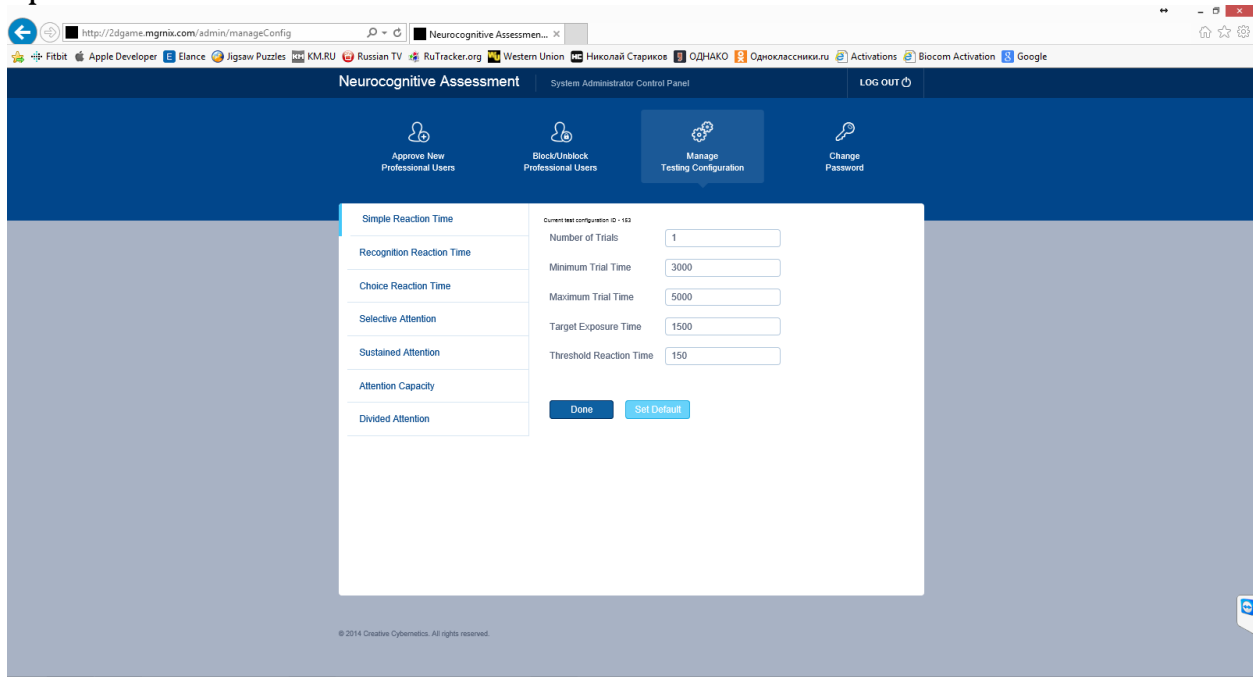 http://2dgame.mgrnix.com/admin/manageConfig
Neurocognitive Assessmen...
Fitbit Apple Developer Elance Jigsaw Puzzles KM.RU Russian TV RuTracker.org Western Union Николай Стариков ОДНАКО Одноклассники.ru Activations Biocom Activation Google
Neurocognitive Assessment System Administrator Control Panel LOG OUT
Approve New
Professional Users
Block/Unblock
Professional Users
Manage
Testing Configuration
Change
Password
Simple Reaction Time
Recognition Reaction Time
Choice Reaction Time
Selective Attention
Sustained Attention
Attention Capacity
Divided Attention
Current test configuration ID - 153
Number of Trials 1
Minimum Trial Time 3000
Maximum Trial Time 5000
Target Exposure Time 1500
Threshold Reaction Time 150
Done Set Default
© 2014 Creative Cybernetics. All rights reserved.